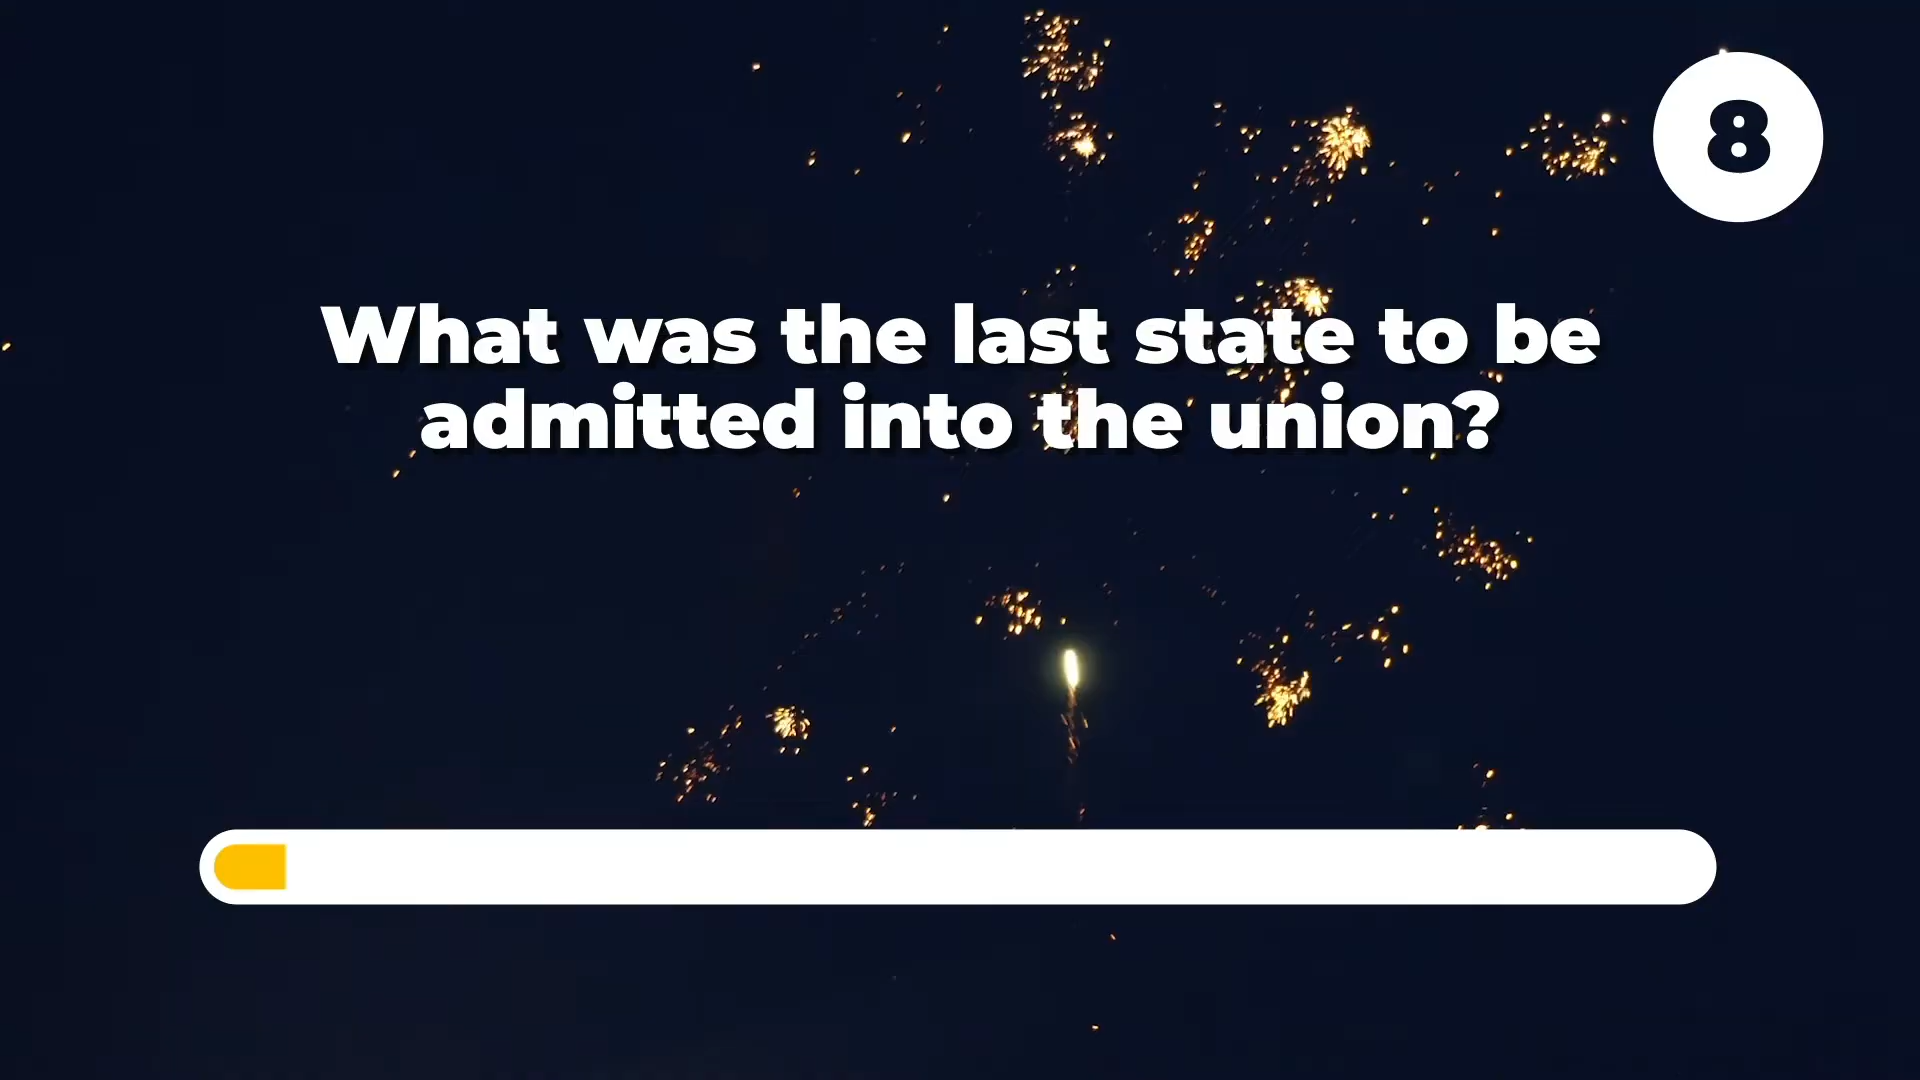 8
What was the last state to be
admitted into the union?